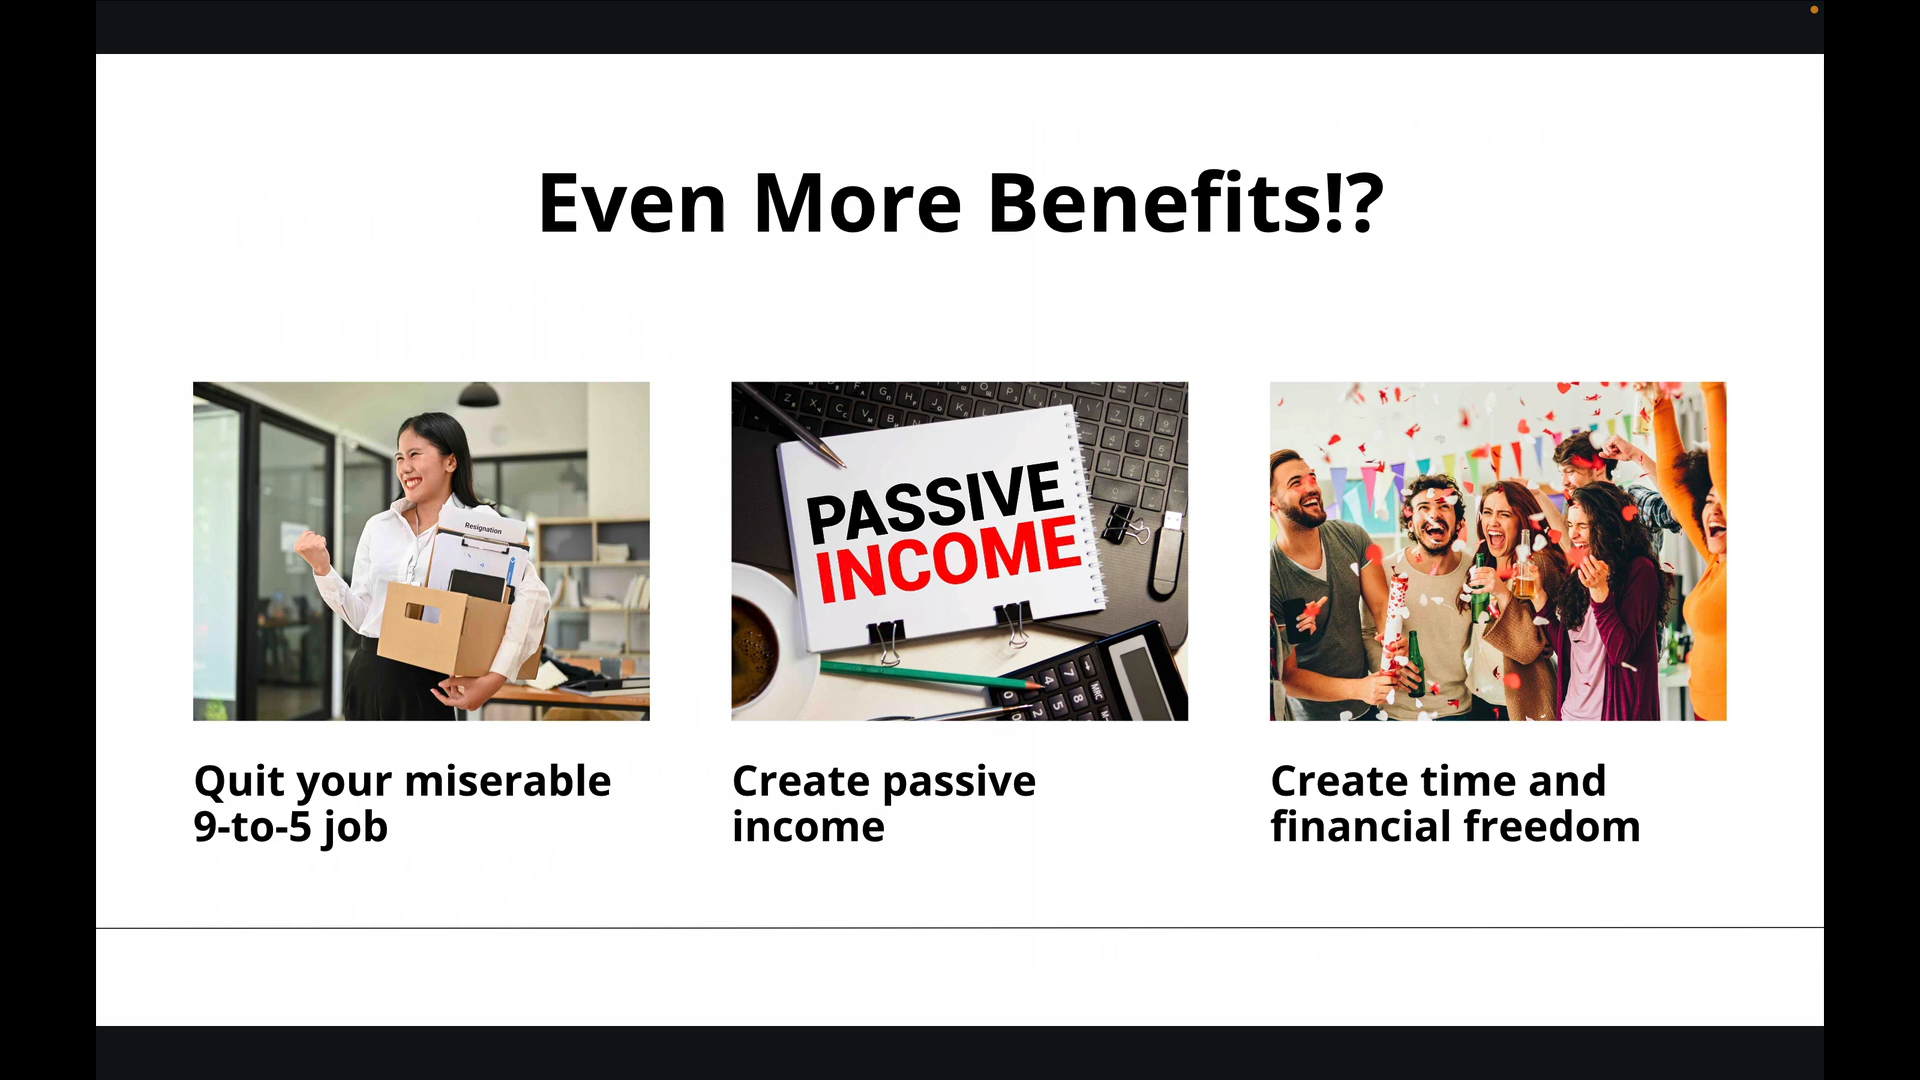 Even More Benefits!?
Resignation
PASSIVE
INCOME
Quit your miserable
9-to-5 job
Create passive
income
Create time and
financial freedom